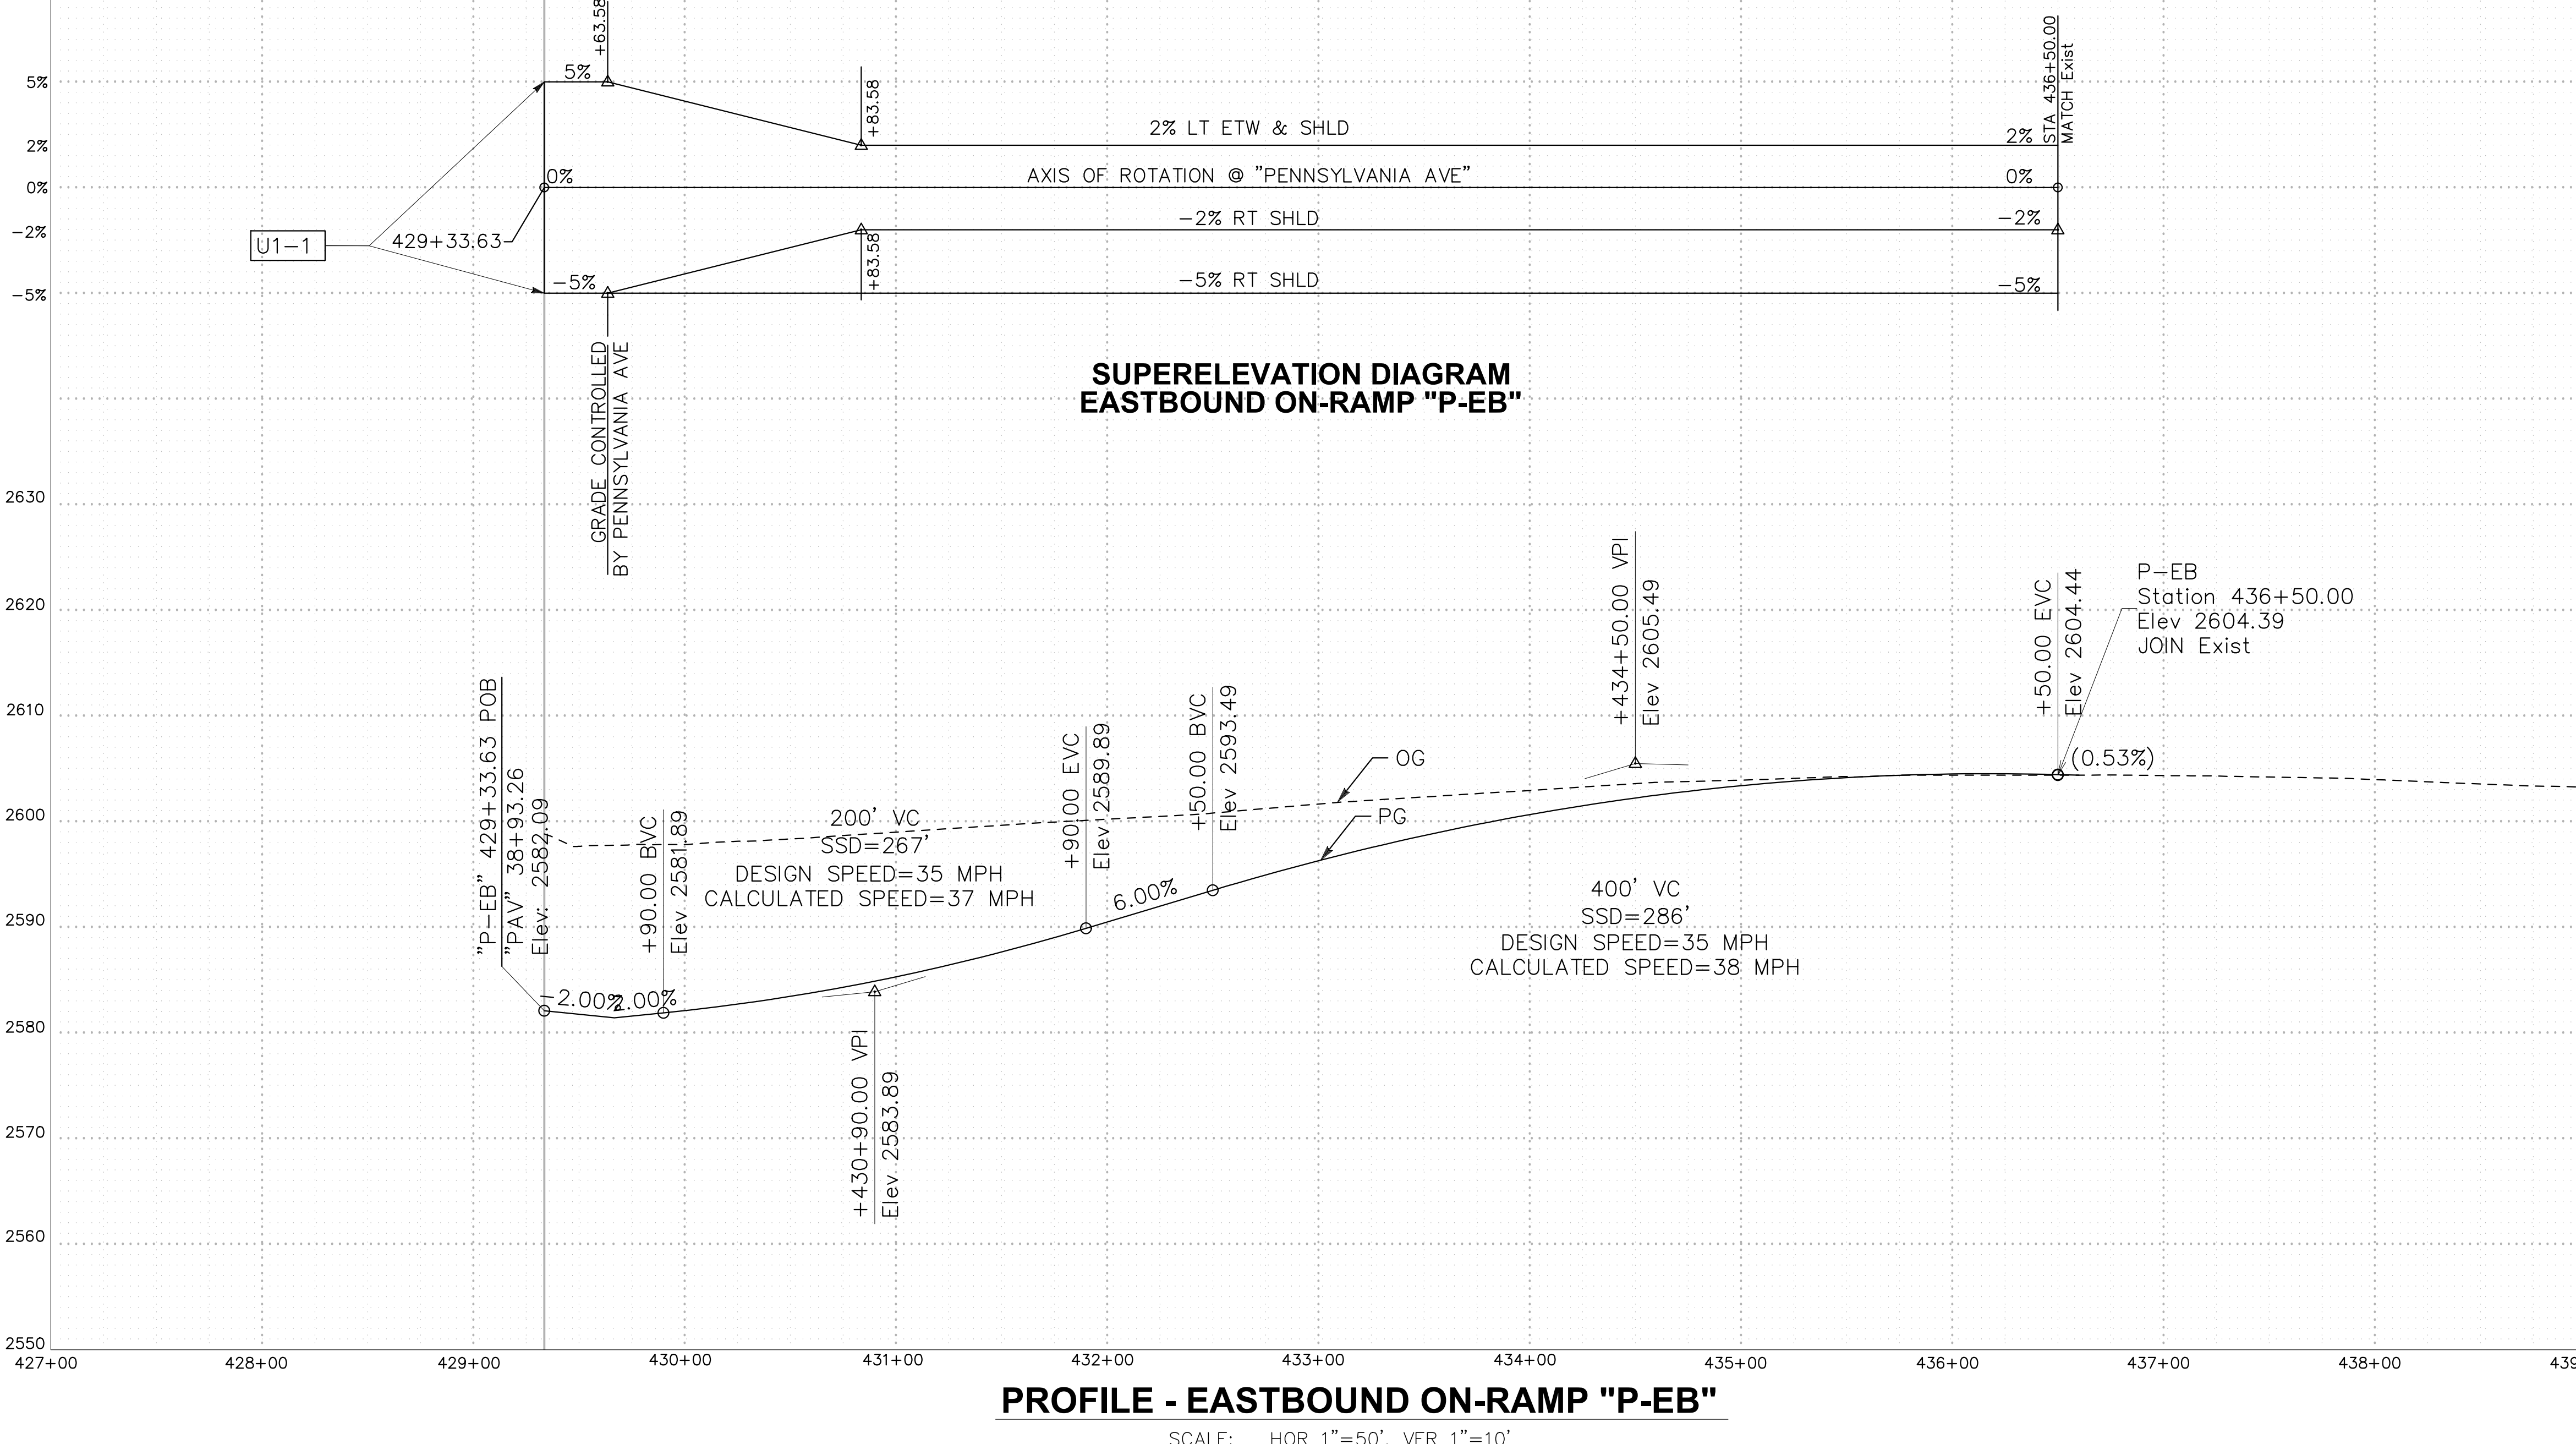 +63.58
5%
5%
+83.58
STA 436+50.00
MATCH Exist
2%
2% LT ETW & SHLD
2%
0%
0%
AXIS OF ROTATION @ "PENNSYLVANIA AVE"
0%
-2%
U1-1
429+33.63
-2% RT SHLD
-2%
+83.58
-5%
-5%
-5% RT SHLD
-5%
GRADE CONTROLLED
BY PENNSYLVANIA AVE
SUPERELEVATION DIAGRAM
EASTBOUND ON-RAMP "P-EB"
2630
2620
2610
2600
2590
2580
2570
2560
2550
"P-EB" 429+33.63 POB
"PAV" 38+93.26
Elev: 2582.09
-2.00%
2.00%
+90.00 BVC
Elev 2581.89
200' VC
SSD=267'
DESIGN SPEED=35 MPH
CALCULATED SPEED=37 MPH
+430+90.00 VPI
Elev 2583.89
+90.00 EVC
Elev 2589.89
6.00%
+50.00 BVC
Elev 2593.49
OG
PG
+434+50.00 VPI
Elev 2605.49
400' VC
SSD=286'
DESIGN SPEED=35 MPH
CALCULATED SPEED=38 MPH
+50.00 EVC
Elev 2604.44
P-EB
Station 436+50.00
Elev 2604.39
JOIN Exist
(0.53%)
427+00
428+00
429+00
430+00
431+00
432+00
433+00
434+00
435+00
436+00
437+00
438+00
439
PROFILE - EASTBOUND ON-RAMP "P-EB"
SCALE: HOR 1"=50', VER 1"=10'